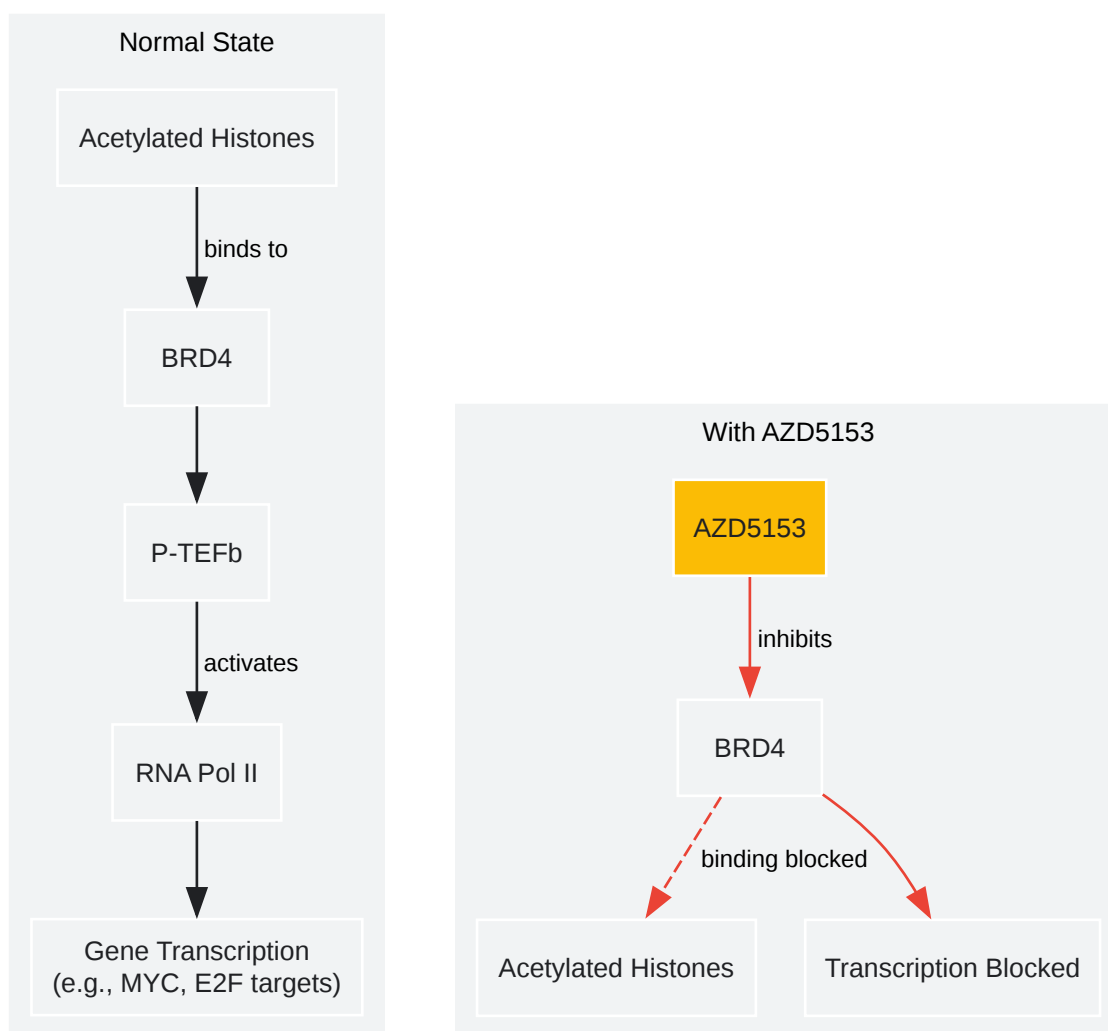 Normal State
Acetylated Histones
binds to
BRD4
P-TEFb
activates
RNA Pol II
Gene Transcription
(e.g., MYC, E2F targets)
With AZD5153
AZD5153
inhibits
BRD4
binding blocked
Acetylated Histones
Transcription Blocked